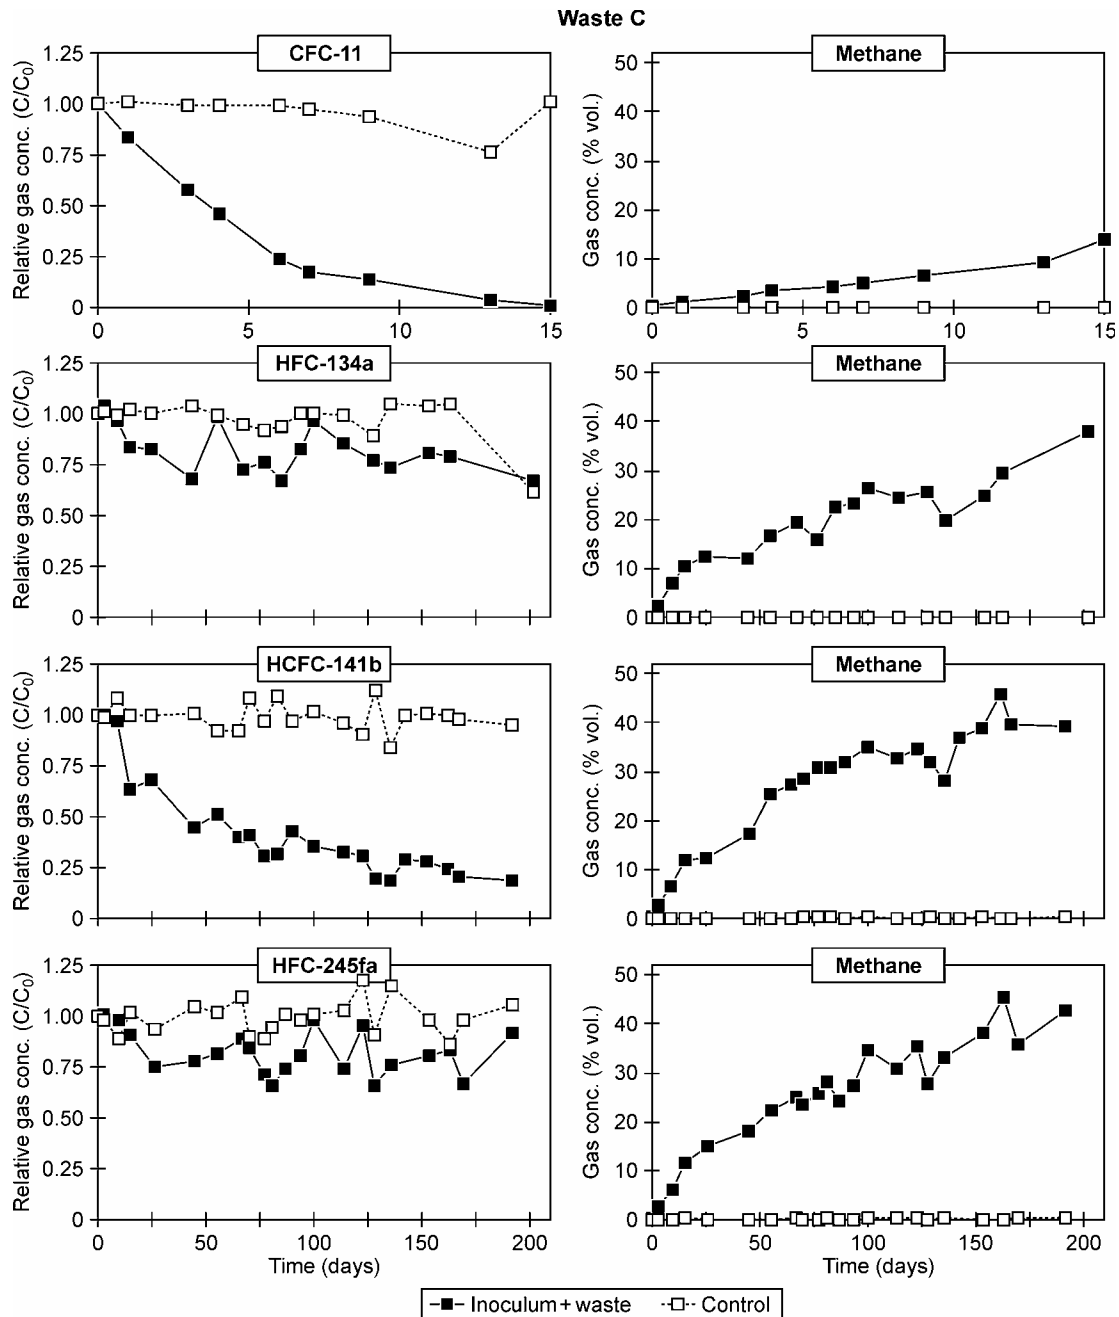 Waste C
CFC-11
Relative gas conc. (C/C0)
1.25
1.00
0.75
0.50
0.25
0
0 5 10 15
Methane
Gas conc. (% vol.)
50
40
30
20
10
0
0 5 10 15
HFC-134a
Relative gas conc. (C/C0)
1.25
1.00
0.75
0.50
0.25
0
Methane
Gas conc. (% vol.)
50
40
30
20
10
0
HCFC-141b
Relative gas conc. (C/C0)
1.25
1.00
0.75
0.50
0.25
0
Methane
Gas conc. (% vol.)
50
40
30
20
10
0
HFC-245fa
Relative gas conc. (C/C0)
1.25
1.00
0.75
0.50
0.25
0
0 50 100 150 200
Time (days)
Methane
Gas conc. (% vol.)
50
40
30
20
10
0
0 50 100 150 200
Time (days)
Inoculum + waste Control